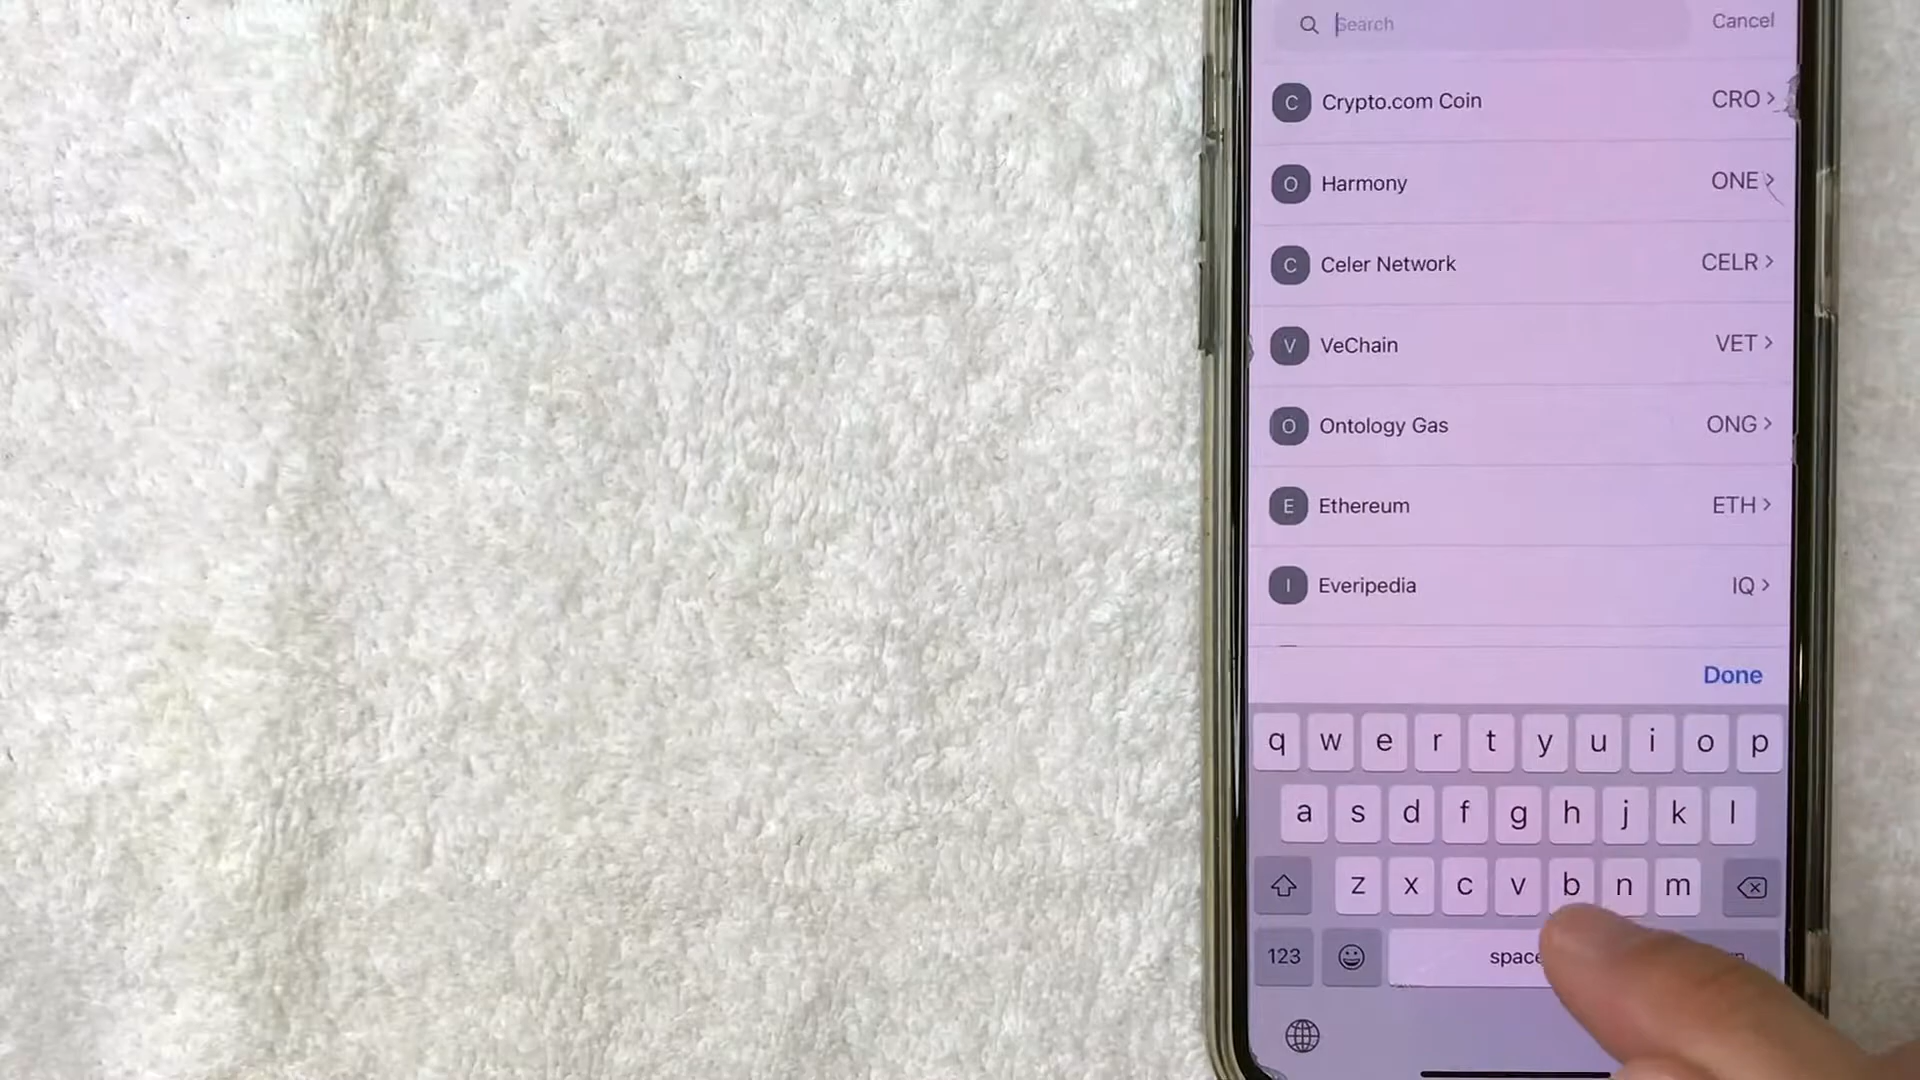 Search Cancel
C Crypto.com Coin CRO >
O Harmony ONE >
C Celer Network CELR >
V VeChain VET >
O Ontology Gas ONG >
E Ethereum ETH >
I Everipedia IQ >
Done
q w e r t y u i o p
a s d f g h j k l
z x c v b n m
123 space